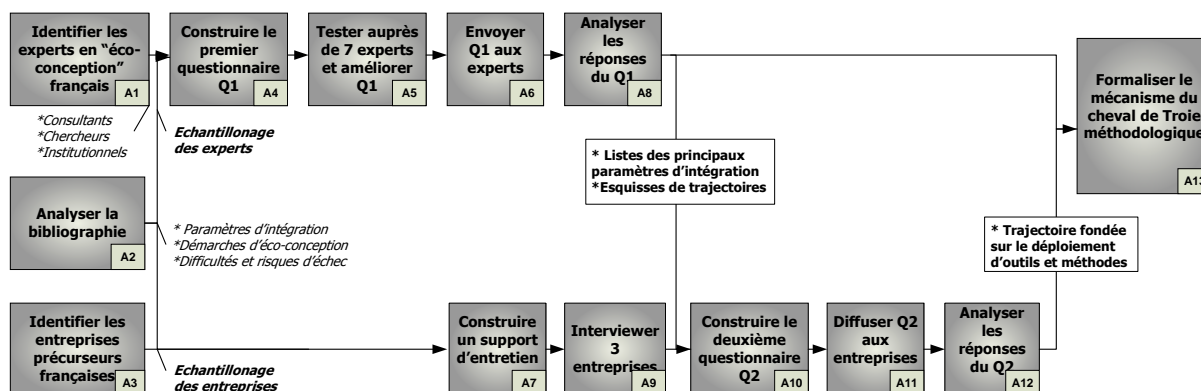 Identifier les
experts en “éco-
conception”
français
A1
Construire le
premier
questionnaire
Q1
A4
Tester auprès
de 7 experts
et améliorer
Q1
A5
Envoyer
Q1 aux
experts
A6
Analyser
les
réponses
du Q1
A8
*Consultants
*Chercheurs
*Institutionnels
Echantillonage
des experts
Formaliser le
mécanisme du
cheval de Troie
méthodologique
A13
* Listes des principaux
paramètres d’intégration
*Esquisses de trajectoires
Analyser la
bibliographie
A2
* Paramètres d’intégration
*Démarches d’éco-conception
*Difficultés et risques d’échec
* Trajectoire fondée
sur le déploiement
d’outils et méthodes
Identifier les
entreprises
précurseurs
françaises
A3
Echantillonage
des entreprises
Construire
un support
d’entretien
A7
Interviewer
3
entreprises
A9
Construire le
deuxième
questionnaire
Q2
A10
Diffuser Q2
aux
entreprises
A11
Analyser
les
réponses
du Q2
A12